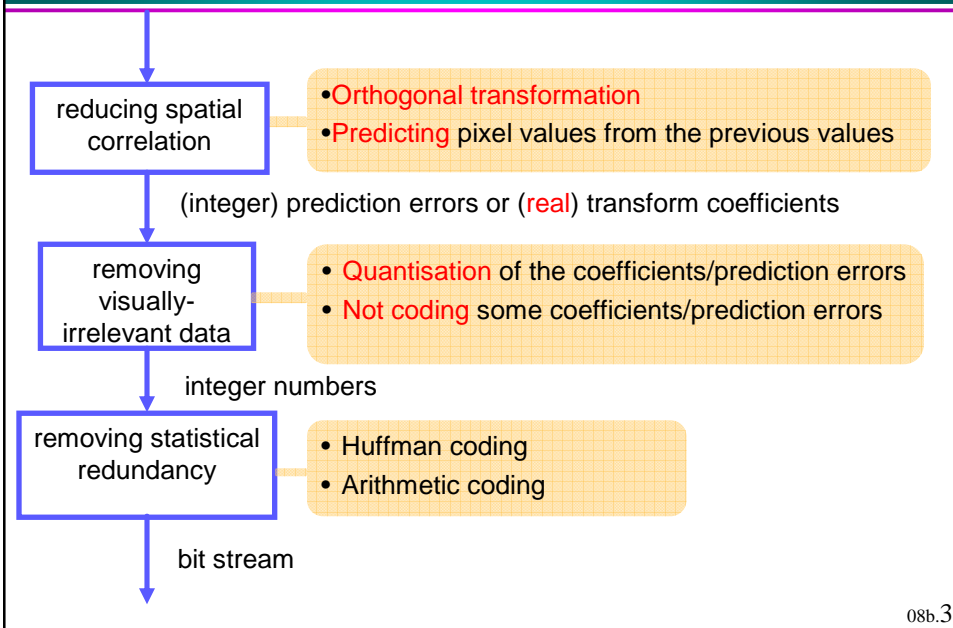 reducing spatial
correlation
•Orthogonal transformation
•Predicting pixel values from the previous values
(integer) prediction errors or (real) transform coefficients
removing
visually-
irrelevant data
• Quantisation of the coefficients/prediction errors
• Not coding some coefficients/prediction errors
integer numbers
removing statistical
redundancy
• Huffman coding
• Arithmetic coding
bit stream
08b.3